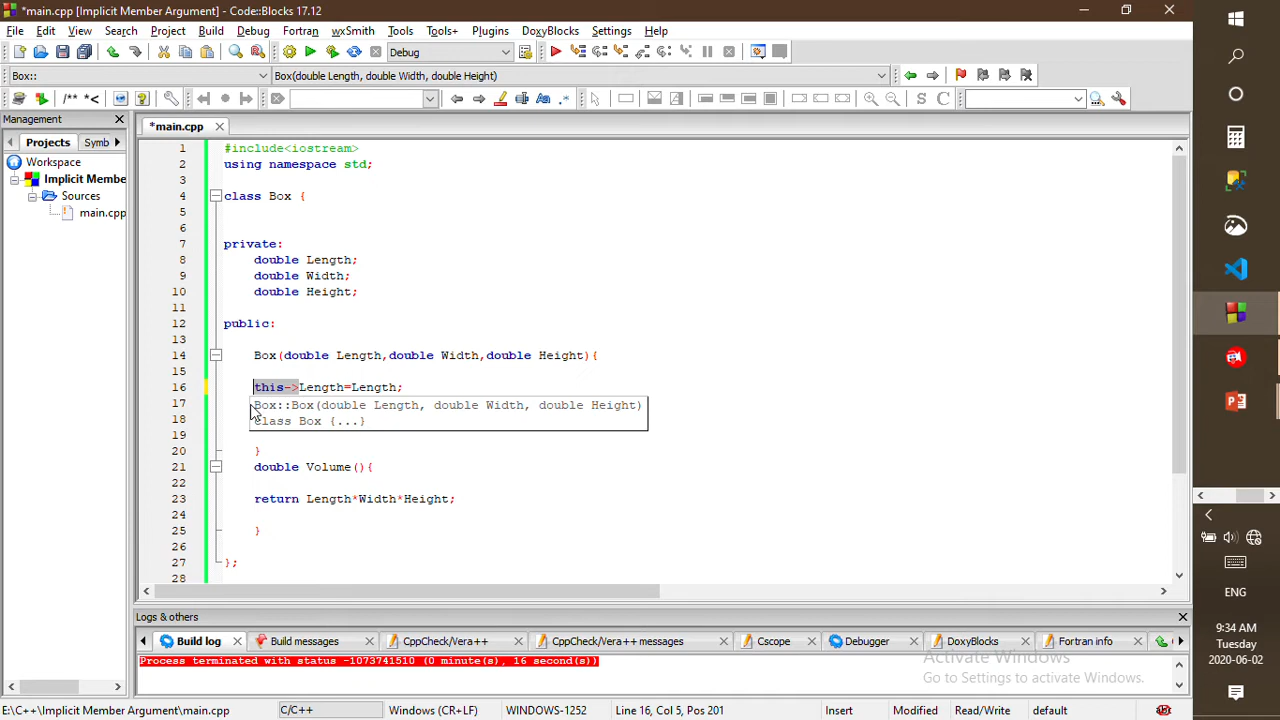 *main.cpp [Implicit Member Argument] - Code::Blocks 17.12
File Edit View Search Project Build Debug Fortran wxSmith Tools Tools+ Plugins DoxyBlocks Settings Help
Debug
Box:: Box(double Length, double Width, double Height)
/** *<
Management
Projects Symb
*main.cpp
Workspace
Implicit Membe
Sources
main.cpp
1 #include<iostream>
2 using namespace std;
3
4 class Box {
5
6
7 private:
8 double Length;
9 double Width;
10 double Height;
11
12 public:
13
14 Box(double Length,double Width,double Height){
15
16 this->Length=Length;
17 Box::Box(double Length, double Width, double Height)
18 class Box {...}
19
20 }
21 double Volume(){
22
23 return Length*Width*Height;
24
25 }
26
27 };
28
Logs & others
Build log Build messages CppCheck/Vera++ CppCheck/Vera++ messages Cscope Debugger DoxyBlocks Fortran info
Process terminated with status -1073741510 (0 minute(s), 16 second(s))
Activate Windows
Go to Settings to activate Windows.
E:\C++\Implicit Member Argument\main.cpp C/C++ Windows (CR+LF) WINDOWS-1252 Line 16, Col 5, Pos 201 Insert Modified Read/Write default
ENG
9:34 AM
Tuesday
2020-06-02